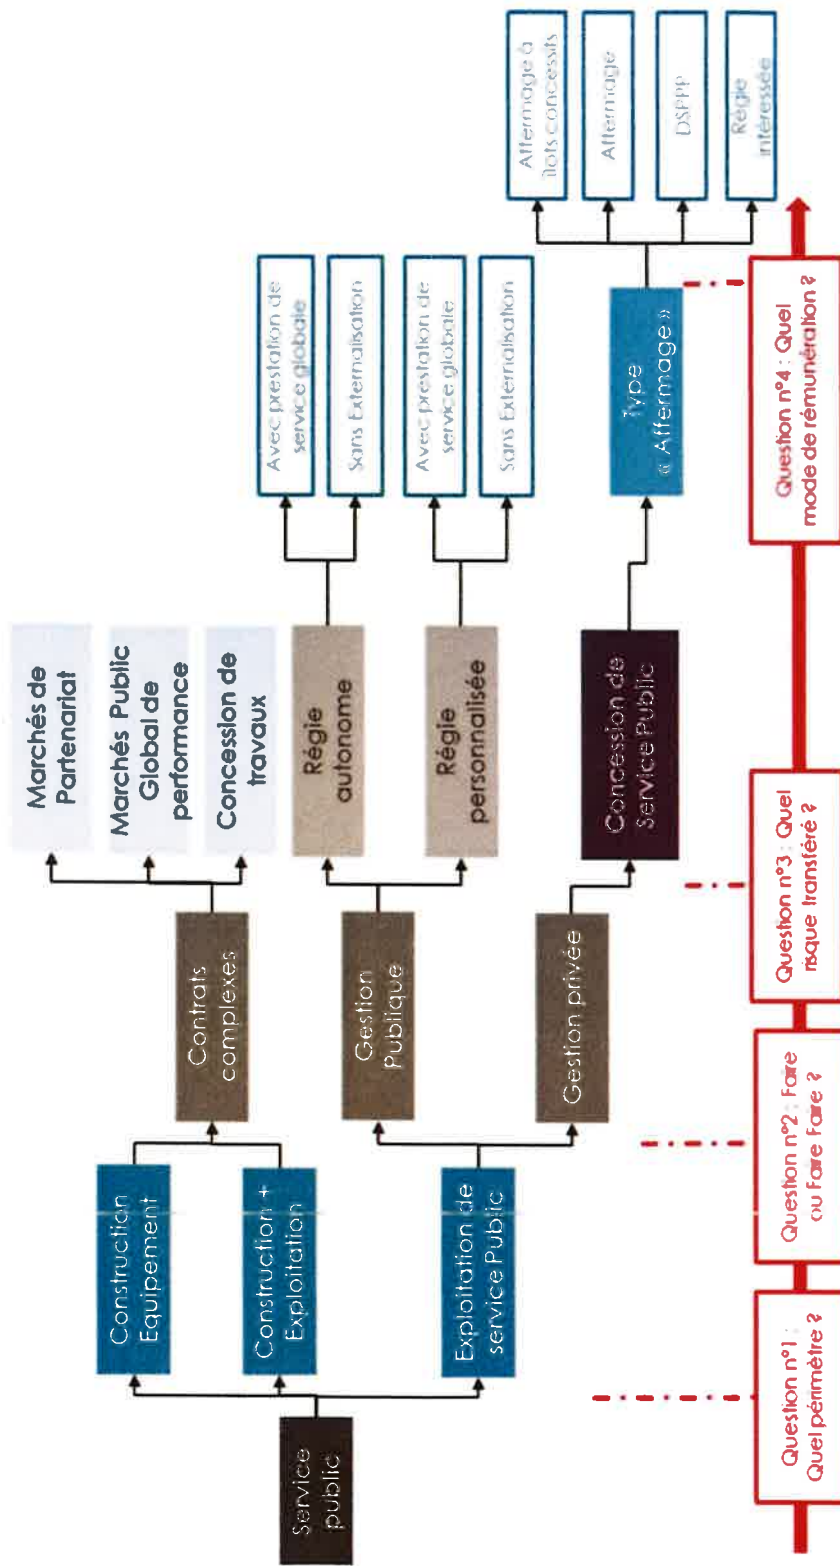 Service
public
Construction
Equipement
Construction +
Exploitation
Exploitation de
service Public
Contrats
complexes
Gestion
Publique
Gestion privée
Marchés de
Partenariat
Marchés Public
Global de
performance
Concession de
travaux
Régie
autonome
Régie
personnalisée
Concession de
Service Public
Avec prestation de
service globale
Sans Externalisation
Avec prestation de
service globale
Sans Externalisation
Type
« Affermage »
Affermage à
îlots concessifs
Affermage
DSPPP
Régie
intéressée
Question n°1 :
Quel périmètre ?
Question n°2 : Faire
ou Faire Faire ?
Question n°3 : Quel
risque transféré ?
Question n°4 : Quel
mode de rémunération ?